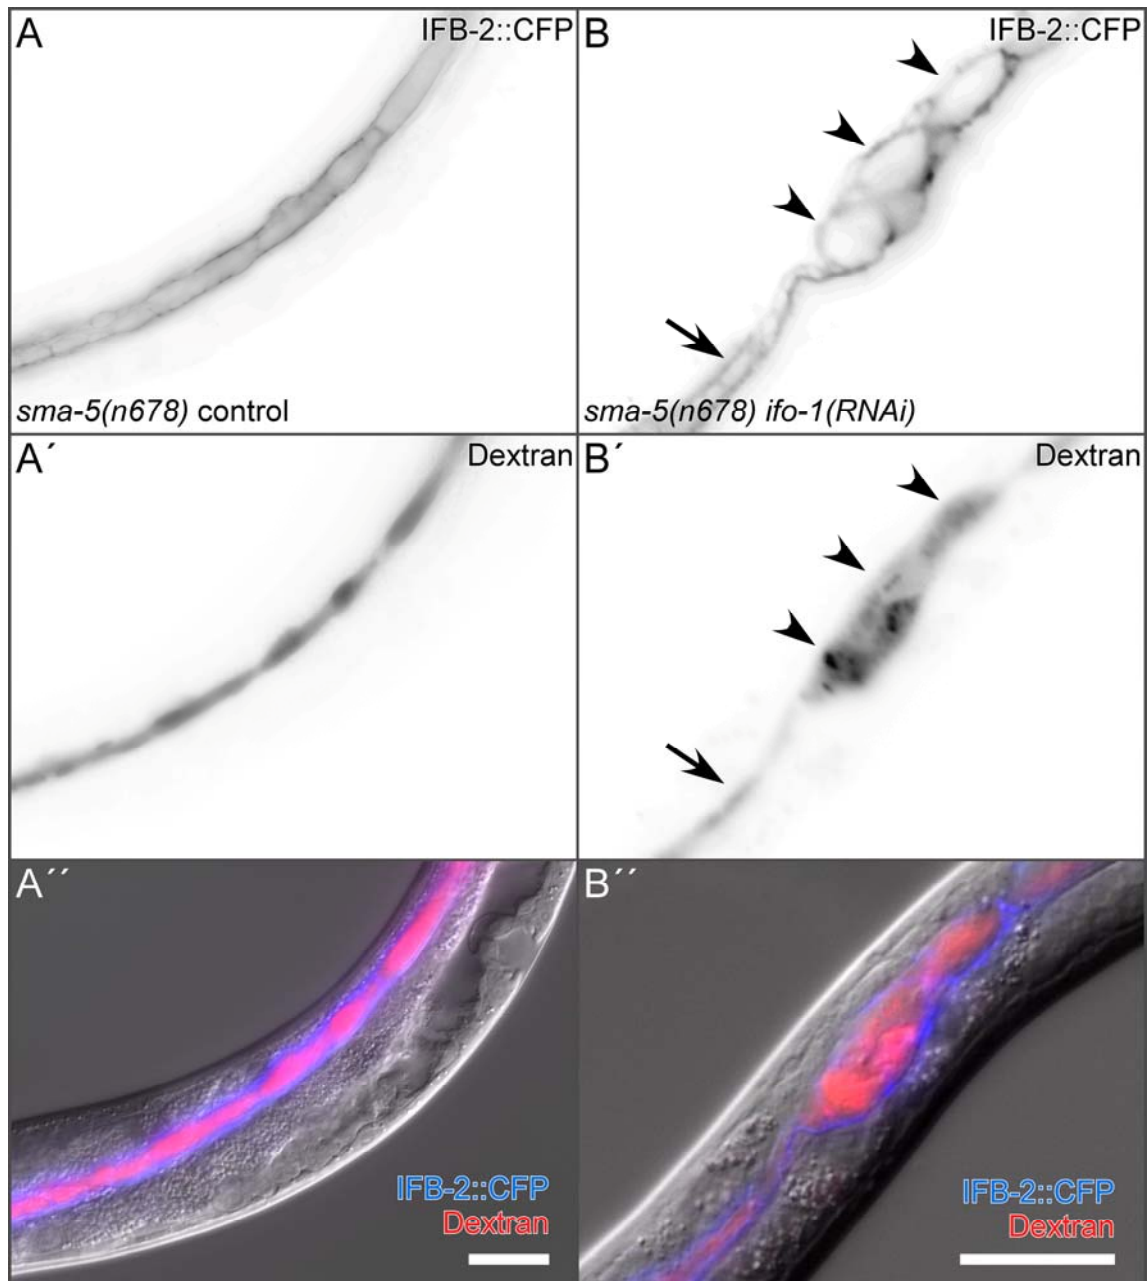 A
IFB-2::CFP
sma-5(n678) control
B
IFB-2::CFP
sma-5(n678) ifo-1(RNAi)
A´
Dextran
B´
Dextran
A´´
IFB-2::CFP
Dextran
B´´
IFB-2::CFP
Dextran